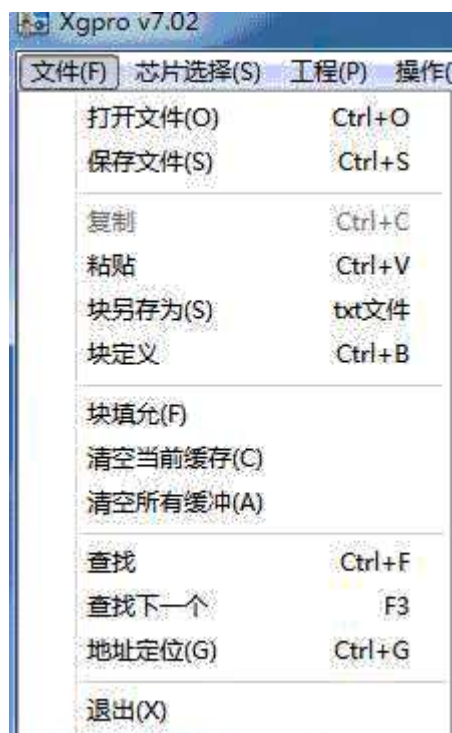 Xgpro v7.02
文件(F) 芯片选择(S) 工程(P) 操作(
打开文件(O) Ctrl+O
保存文件(S) Ctrl+S
复制 Ctrl+C
粘贴 Ctrl+V
块另存为(S) txt文件
块定义 Ctrl+B
块填允(F)
清空当前缓存(C)
清空所有缓冲(A)
查找 Ctrl+F
查找下一个 F3
地址定位(G) Ctrl+G
退出(X)